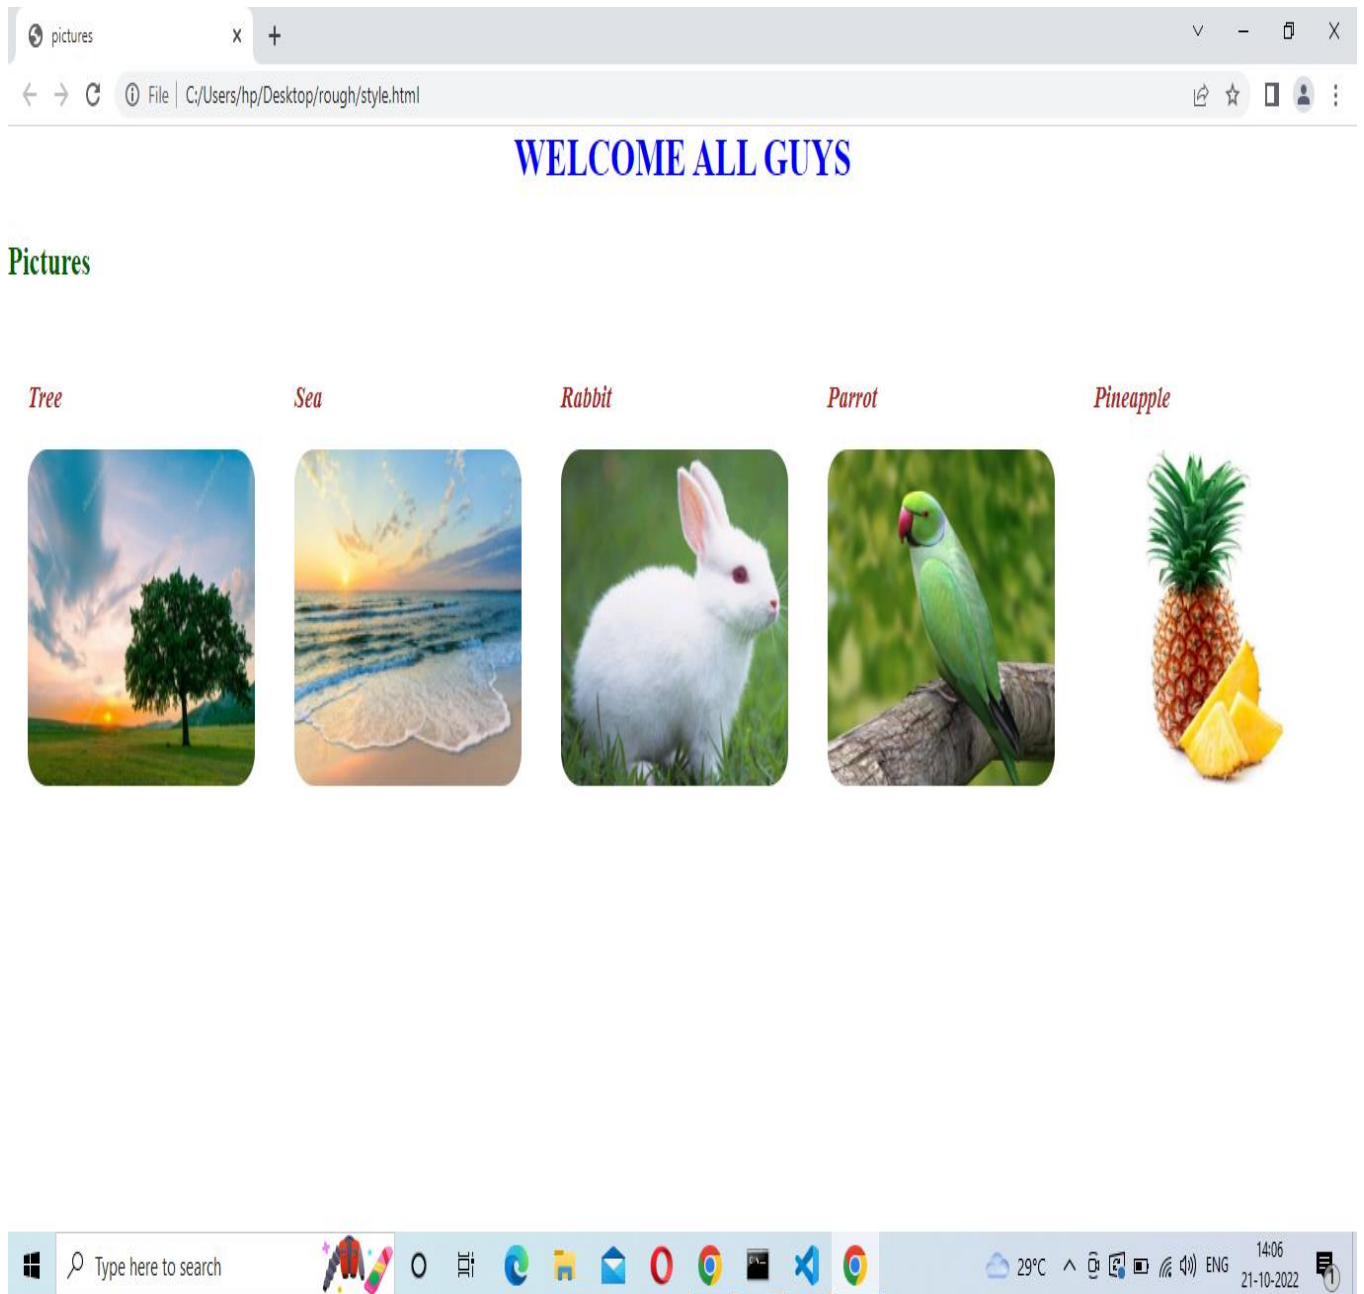 pictures
File C:/Users/hp/Desktop/rough/style.html
WELCOME ALL GUYS
Pictures
Tree Sea Rabbit Parrot Pineapple
Type here to search 29°C ENG 14:06
21-10-2022 1